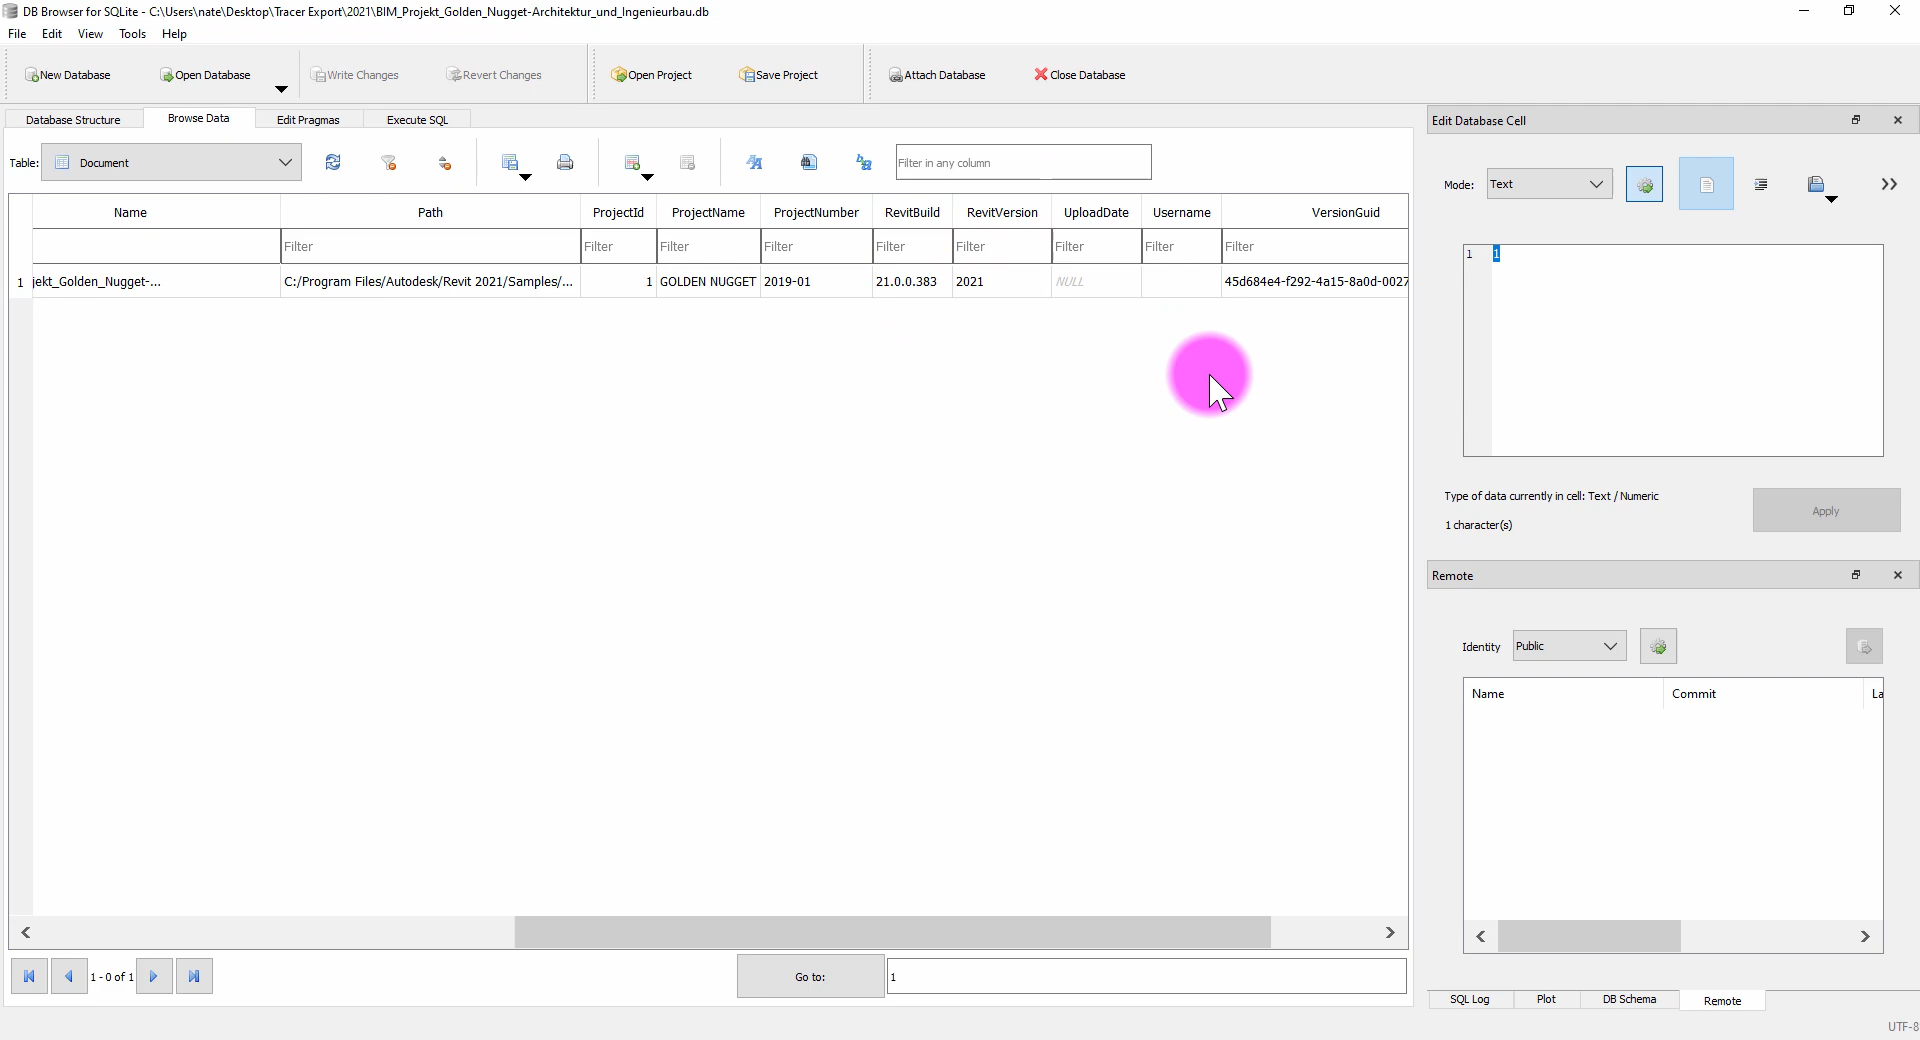 DB Browser for SQLite - C:\Users\nate\Desktop\Tracer Export\2021\BIM_Projekt_Golden_Nugget-Architektur_und_Ingenieurbau.db
File Edit View Tools Help
New Database Open Database Write Changes Revert Changes Open Project Save Project Attach Database Close Database
Database Structure Browse Data Edit Pragmas Execute SQL
Edit Database Cell
Table: Document Filter in any column
Mode: Text
Name Path ProjectId ProjectName ProjectNumber RevitBuild RevitVersion UploadDate Username VersionGuid
Filter Filter Filter Filter Filter Filter Filter Filter Filter
1 jekt_Golden_Nugget-... C:/Program Files/Autodesk/Revit 2021/Samples/... 1 GOLDEN NUGGET 2019-01 21.0.0.383 2021 NULL 45d684e4-f292-4a15-8a0d-0027
1 1
Type of data currently in cell: Text / Numeric
1 character(s)
Apply
Remote
Identity Public
Name Commit La
1 - 0 of 1 Go to: 1
SQL Log Plot DB Schema Remote
UTF-8